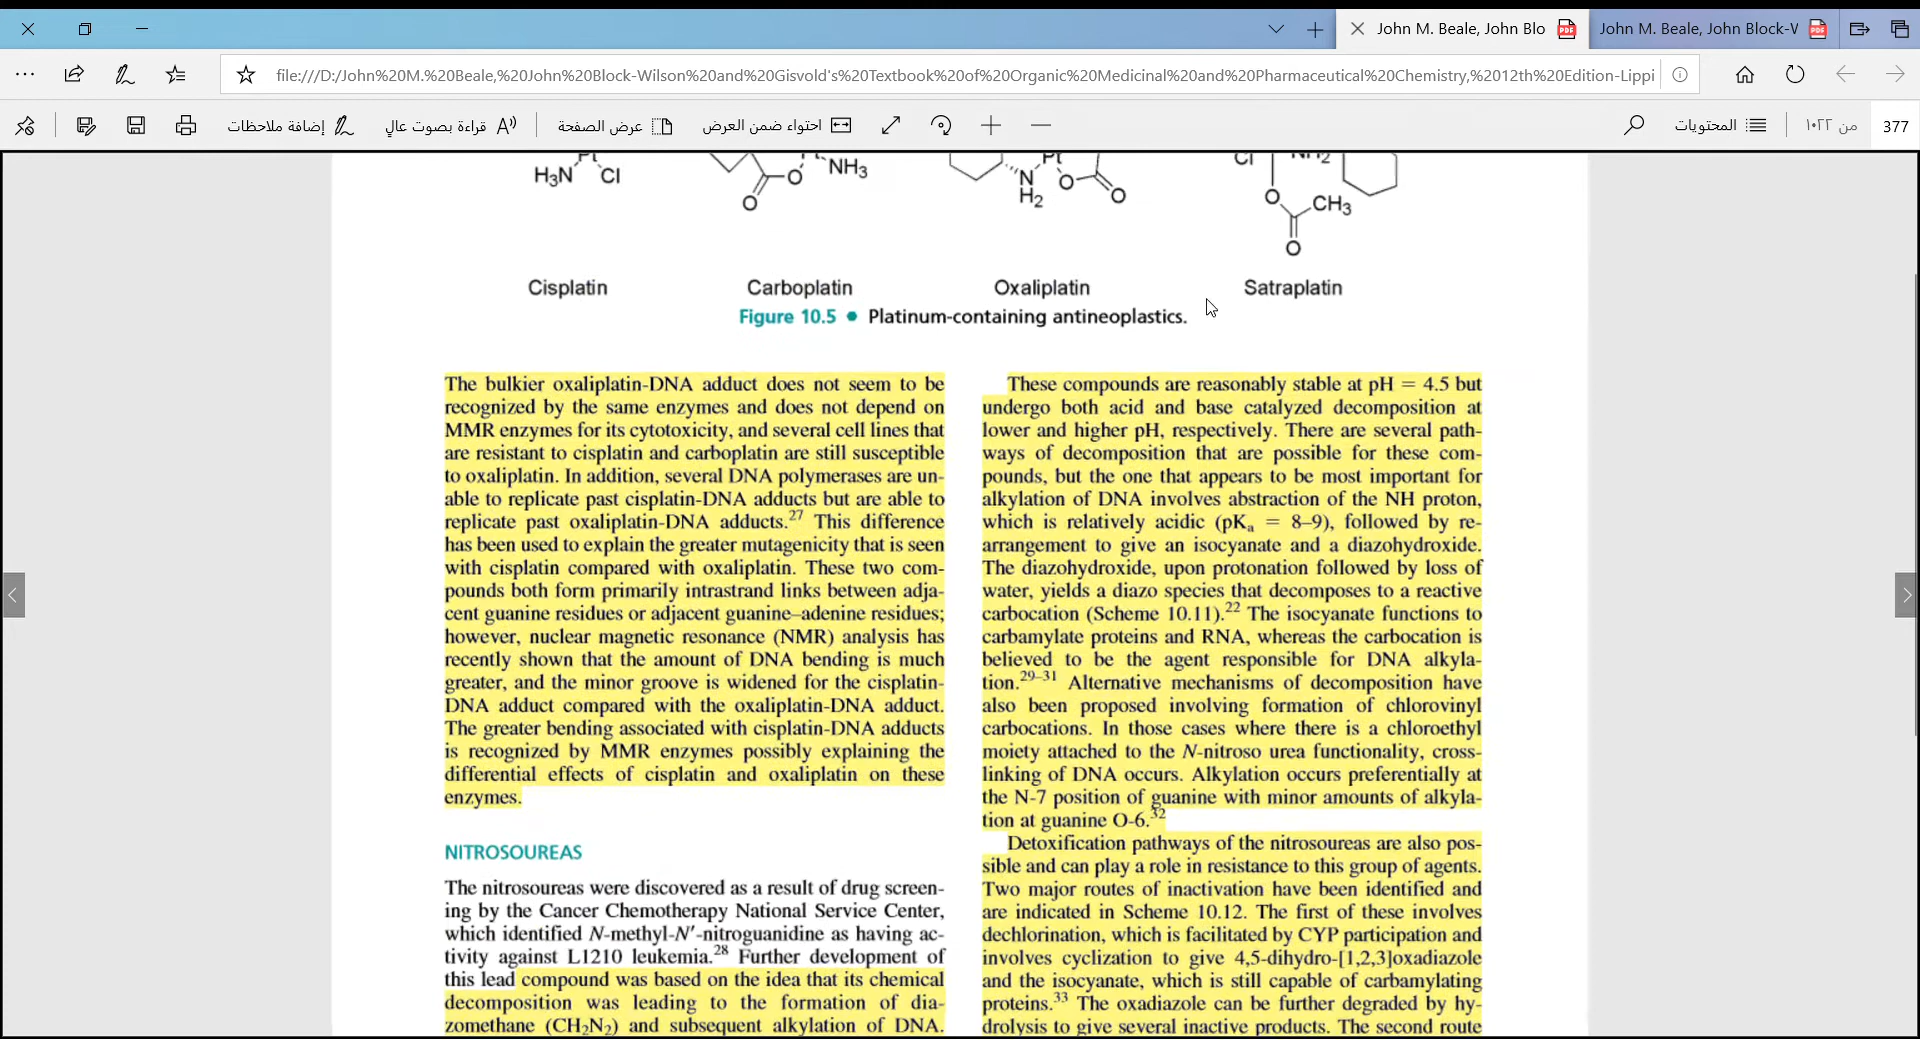 John M. Beale, John Blo
John M. Beale, John Block-V
file:///D:/John%20M.%20Beale,%20John%20Block-Wilson%20and%20Gisvold's%20Textbook%20of%20Organic%20Medicinal%20and%20Pharmaceutical%20Chemistry,%2012th%20Edition-Lippi
إضافة ملاحظات
قراءة بصوت عالٍ
عرض الصفحة
احتواء ضمن العرض
المحتويات
من ١٠٢٢
377
H3N Pt Cl
O O NH3
N H2 Pt O O
Cl NH2 O CH3 O
Cisplatin
Carboplatin
Oxaliplatin
Satraplatin
Figure 10.5 • Platinum-containing antineoplastics.
The bulkier oxaliplatin-DNA adduct does not seem to be
recognized by the same enzymes and does not depend on
MMR enzymes for its cytotoxicity, and several cell lines that
are resistant to cisplatin and carboplatin are still susceptible
to oxaliplatin. In addition, several DNA polymerases are un-
able to replicate past cisplatin-DNA adducts but are able to
replicate past oxaliplatin-DNA adducts.27 This difference
has been used to explain the greater mutagenicity that is seen
with cisplatin compared with oxaliplatin. These two com-
pounds both form primarily intrastrand links between adja-
cent guanine residues or adjacent guanine–adenine residues;
however, nuclear magnetic resonance (NMR) analysis has
recently shown that the amount of DNA bending is much
greater, and the minor groove is widened for the cisplatin-
DNA adduct compared with the oxaliplatin-DNA adduct.
The greater bending associated with cisplatin-DNA adducts
is recognized by MMR enzymes possibly explaining the
differential effects of cisplatin and oxaliplatin on these
enzymes.
NITROSOUREAS
The nitrosoureas were discovered as a result of drug screen-
ing by the Cancer Chemotherapy National Service Center,
which identified N-methyl-N′-nitroguanidine as having ac-
tivity against L1210 leukemia.28 Further development of
this lead compound was based on the idea that its chemical
decomposition was leading to the formation of dia-
zomethane (CH2N2) and subsequent alkylation of DNA.
These compounds are reasonably stable at pH = 4.5 but
undergo both acid and base catalyzed decomposition at
lower and higher pH, respectively. There are several path-
ways of decomposition that are possible for these com-
pounds, but the one that appears to be most important for
alkylation of DNA involves abstraction of the NH proton,
which is relatively acidic (pKa = 8–9), followed by re-
arrangement to give an isocyanate and a diazohydroxide.
The diazohydroxide, upon protonation followed by loss of
water, yields a diazo species that decomposes to a reactive
carbocation (Scheme 10.11).22 The isocyanate functions to
carbamylate proteins and RNA, whereas the carbocation is
believed to be the agent responsible for DNA alkyla-
tion.29–31 Alternative mechanisms of decomposition have
also been proposed involving formation of chlorovinyl
carbocations. In those cases where there is a chloroethyl
moiety attached to the N-nitroso urea functionality, cross-
linking of DNA occurs. Alkylation occurs preferentially at
the N-7 position of guanine with minor amounts of alkyla-
tion at guanine O-6.32
Detoxification pathways of the nitrosoureas are also pos-
sible and can play a role in resistance to this group of agents.
Two major routes of inactivation have been identified and
are indicated in Scheme 10.12. The first of these involves
dechlorination, which is facilitated by CYP participation and
involves cyclization to give 4,5-dihydro-[1,2,3]oxadiazole
and the isocyanate, which is still capable of carbamylating
proteins.33 The oxadiazole can be further degraded by hy-
drolysis to give several inactive products. The second route